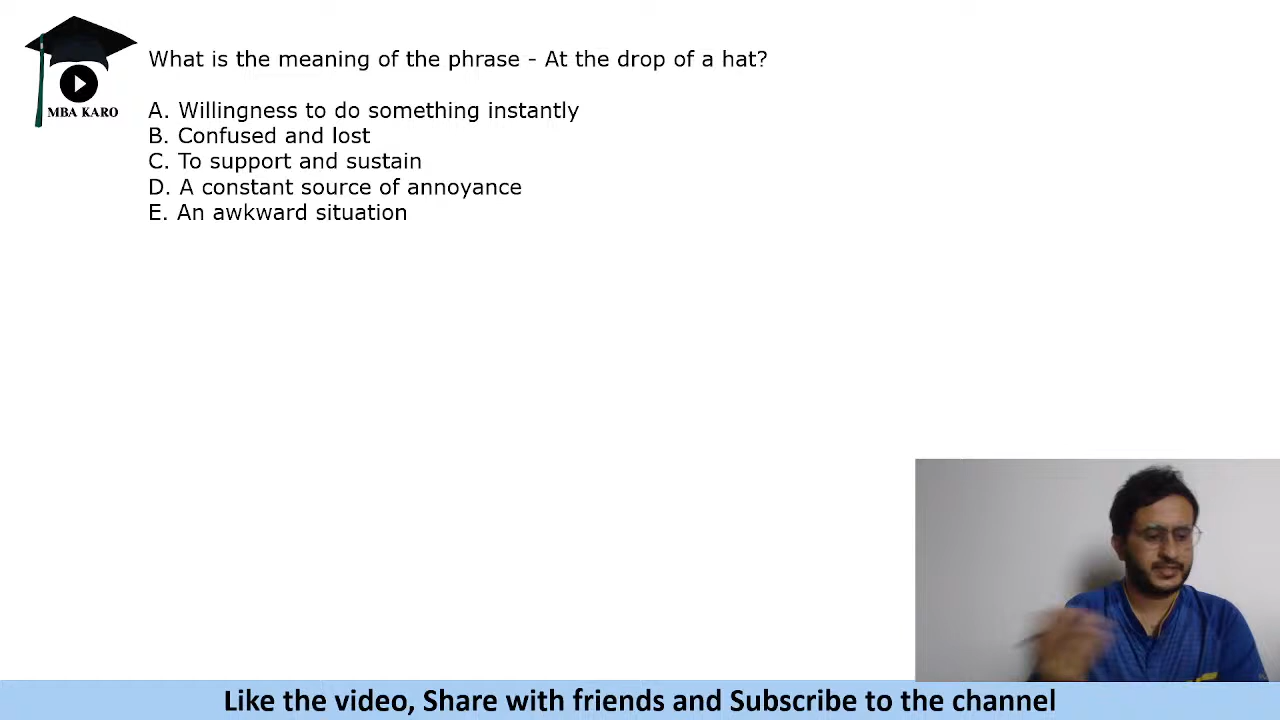 What is the meaning of the phrase - At the drop of a hat?
MBA KARO
A. Willingness to do something instantly
B. Confused and lost
C. To support and sustain
D. A constant source of annoyance
E. An awkward situation
Like the video, Share with friends and Subscribe to the channel